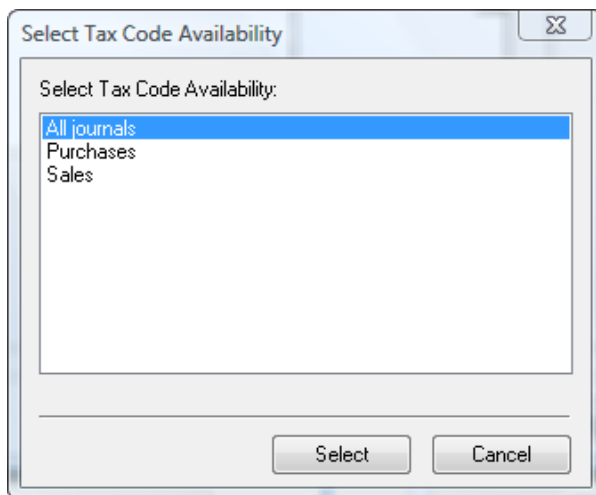 Select Tax Code Availability
Select Tax Code Availability:
All journals
Purchases
Sales
Select
Cancel